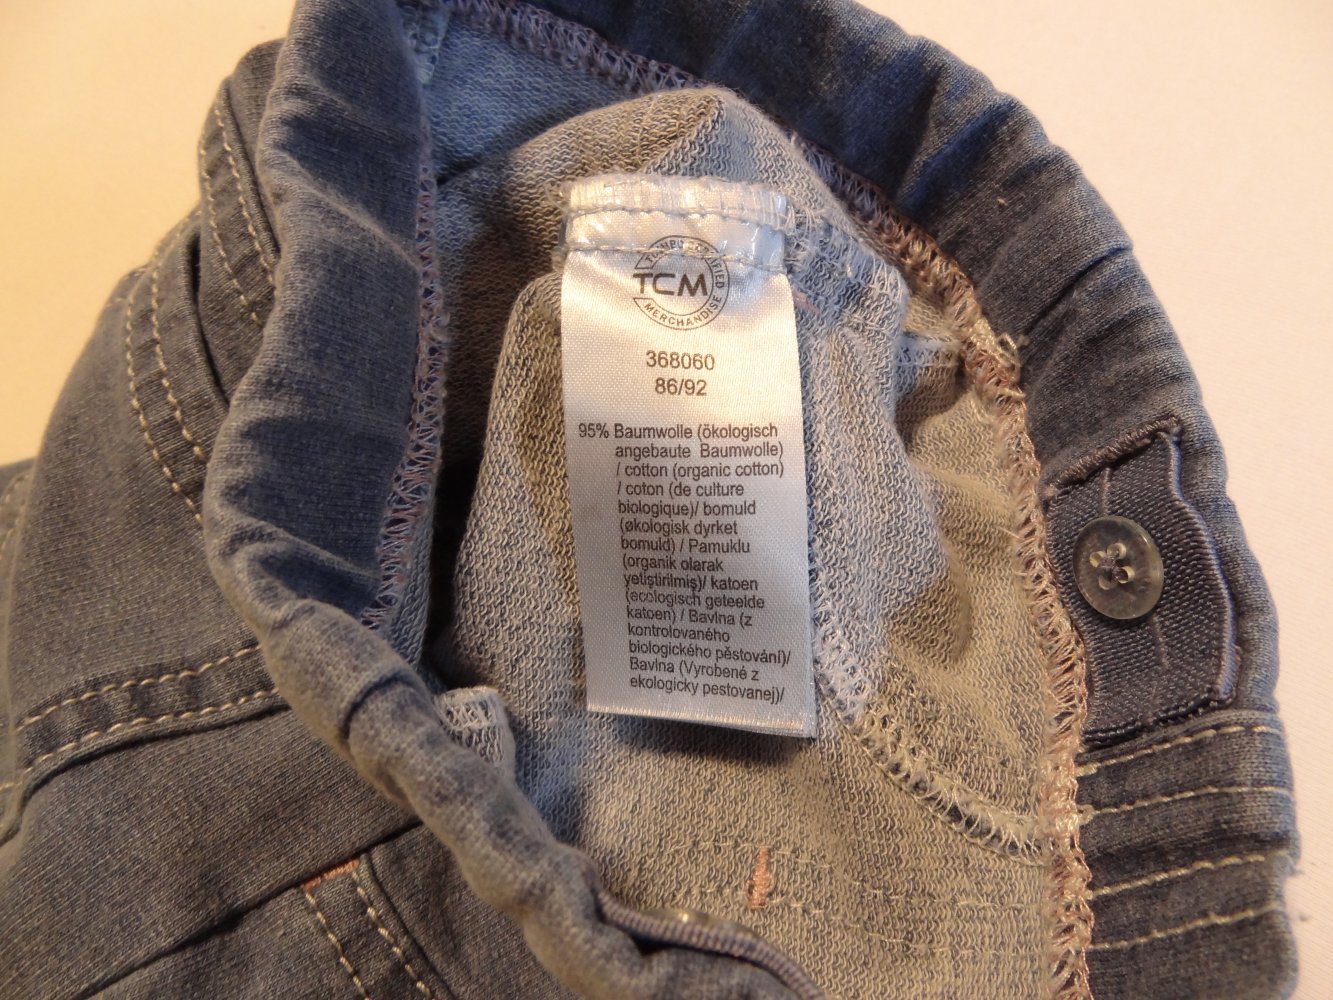 TCM
MERCHANDISE
368060
86/92
95% Baumwolle (ökologisch
angebaute Baumwolle)
/ cotton (organic cotton)
/ coton (de culture
biologique)/ bomuld
(økologisk dyrket
bomuld) / Pamuklu
(organik olarak
yetiştirilmiş)/ katoen
(ecologisch geteelde
katoen) / Bavlna (z
kontrolovaného
biologického pěstování)/
Bavlna (Vyrobené z
ekologicky pestovanej)/